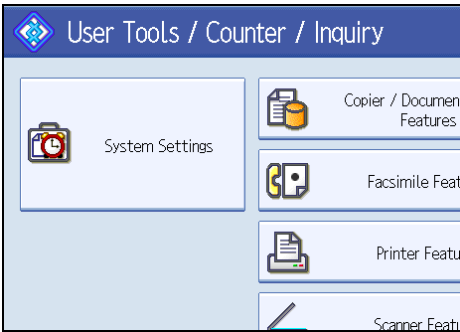 User Tools / Counter / Inquiry
System Settings
Copier / Documen
Features
Facsimile Feat
Printer Featu
Scanner Featu